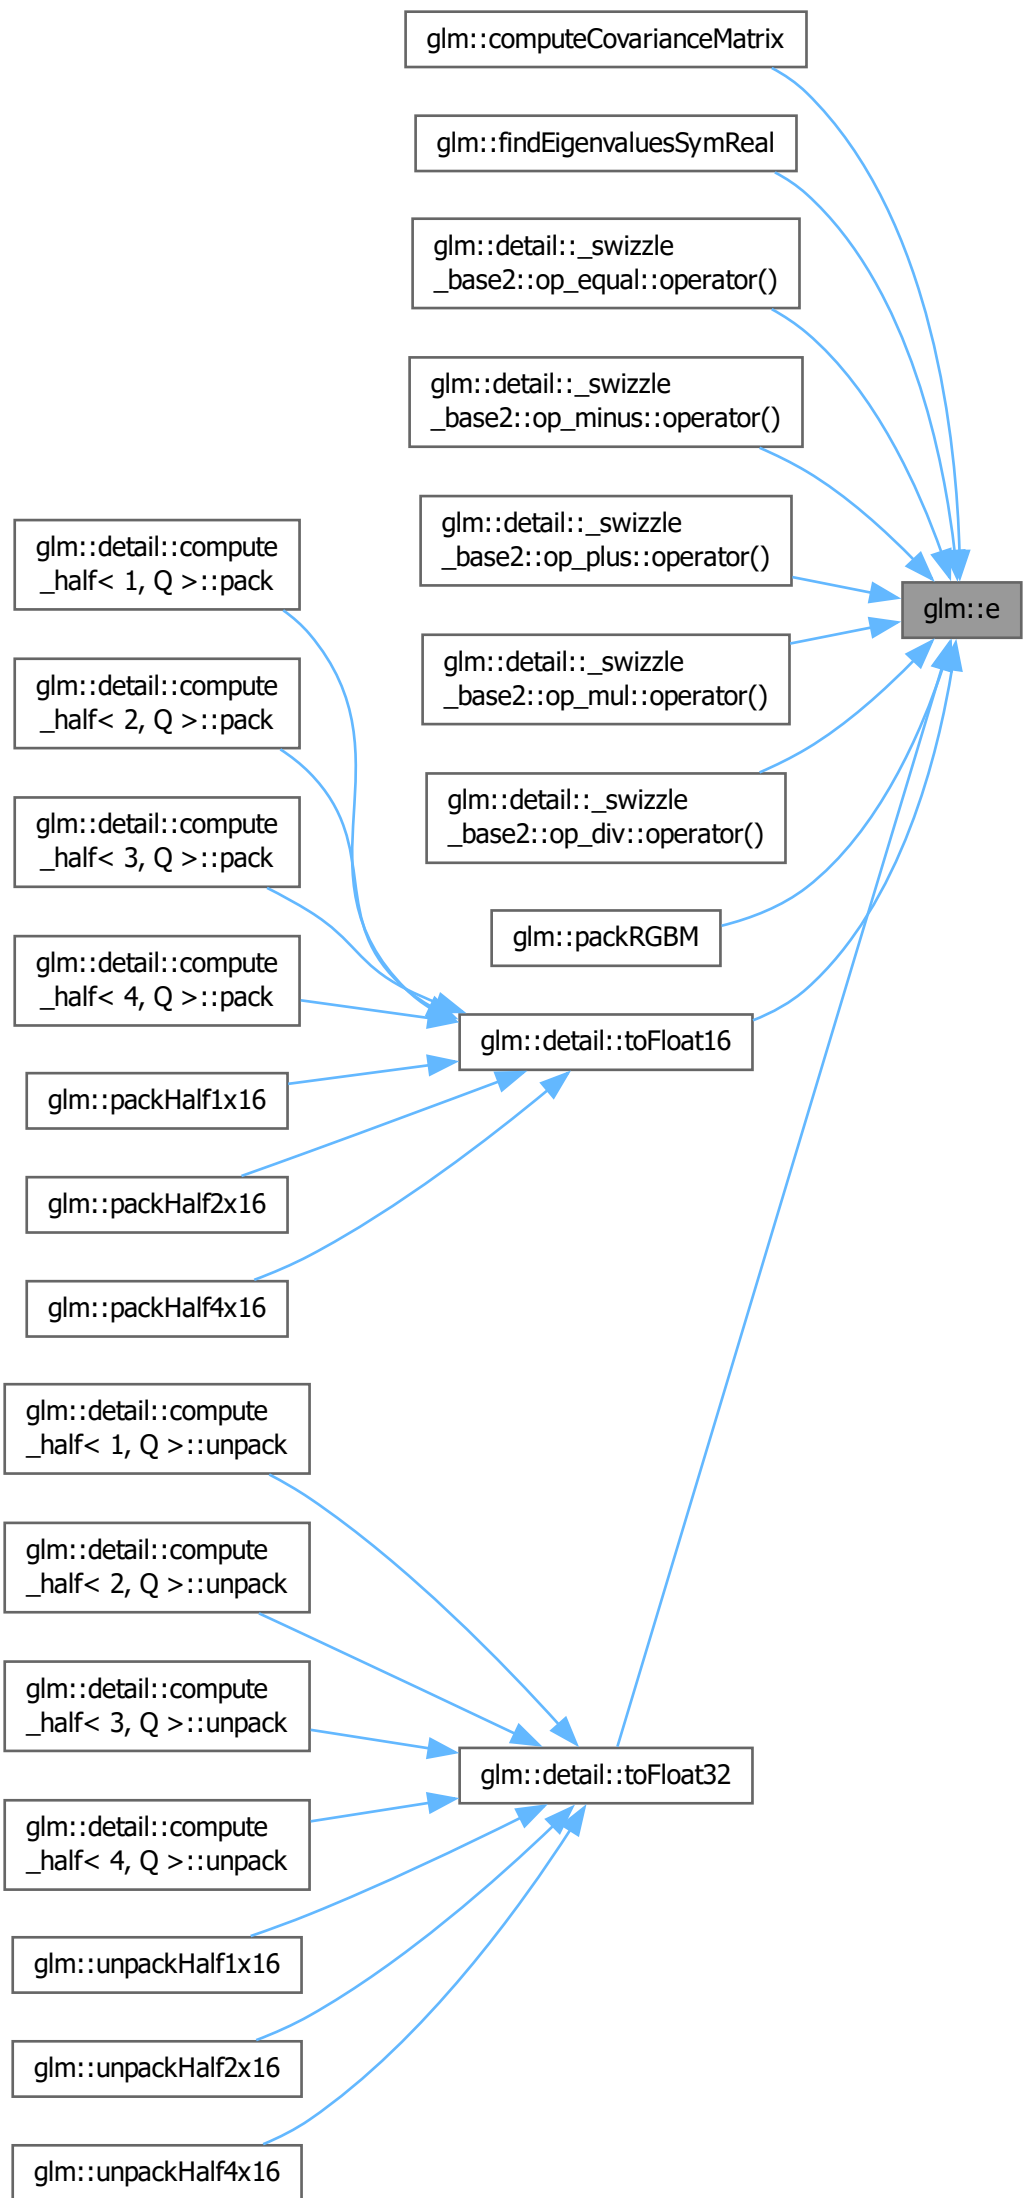 glm::computeCovarianceMatrix
glm::findEigenvaluesSymReal
glm::detail::_swizzle
_base2::op_equal::operator()
glm::detail::_swizzle
_base2::op_minus::operator()
glm::detail::_swizzle
_base2::op_plus::operator()
glm::detail::compute
_half< 1, Q >::pack
glm::e
glm::detail::_swizzle
_base2::op_mul::operator()
glm::detail::compute
_half< 2, Q >::pack
glm::detail::_swizzle
_base2::op_div::operator()
glm::detail::compute
_half< 3, Q >::pack
glm::packRGBM
glm::detail::compute
_half< 4, Q >::pack
glm::detail::toFloat16
glm::packHalf1x16
glm::packHalf2x16
glm::packHalf4x16
glm::detail::compute
_half< 1, Q >::unpack
glm::detail::compute
_half< 2, Q >::unpack
glm::detail::compute
_half< 3, Q >::unpack
glm::detail::toFloat32
glm::detail::compute
_half< 4, Q >::unpack
glm::unpackHalf1x16
glm::unpackHalf2x16
glm::unpackHalf4x16